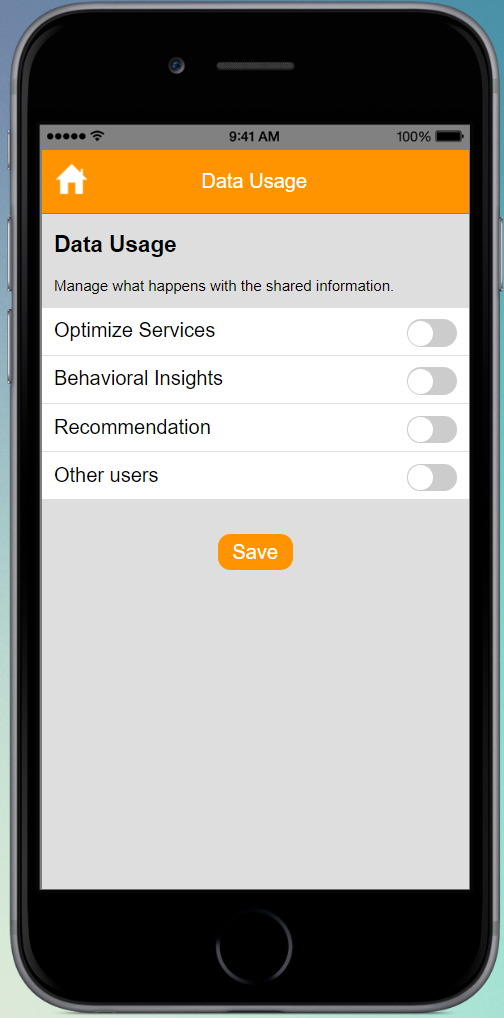 9:41 AM 100%
Data Usage
Data Usage
Manage what happens with the shared information.
Optimize Services
Behavioral Insights
Recommendation
Other users
Save